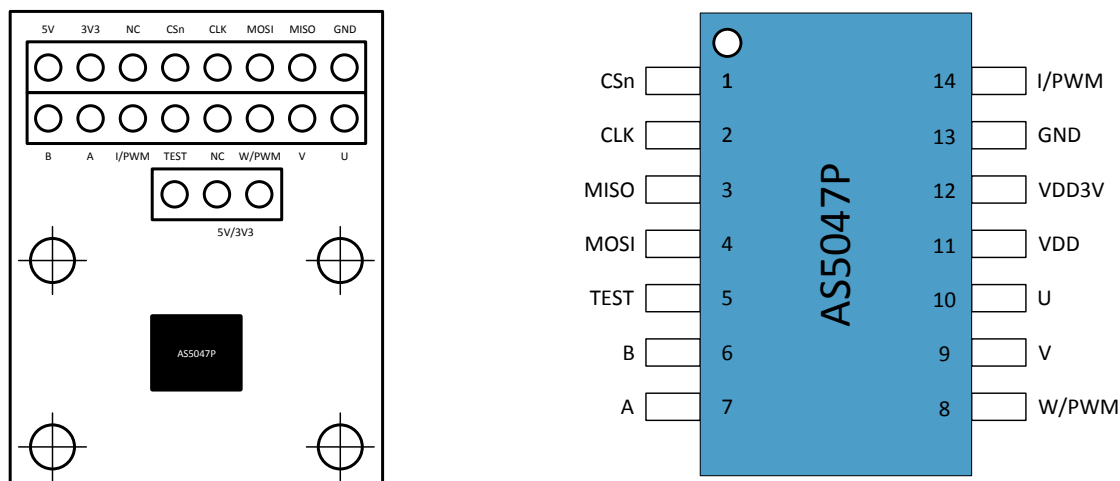 5V 3V3 NC CSn CLK MOSI MISO GND
B A I/PWM TEST NC W/PWM V U
5V/3V3
AS5047P
CSn 1 14 I/PWM
CLK 2 13 GND
MISO 3 12 VDD3V
MOSI 4 11 VDD
TEST 5 10 U
B 6 9 V
A 7 8 W/PWM
AS5047P